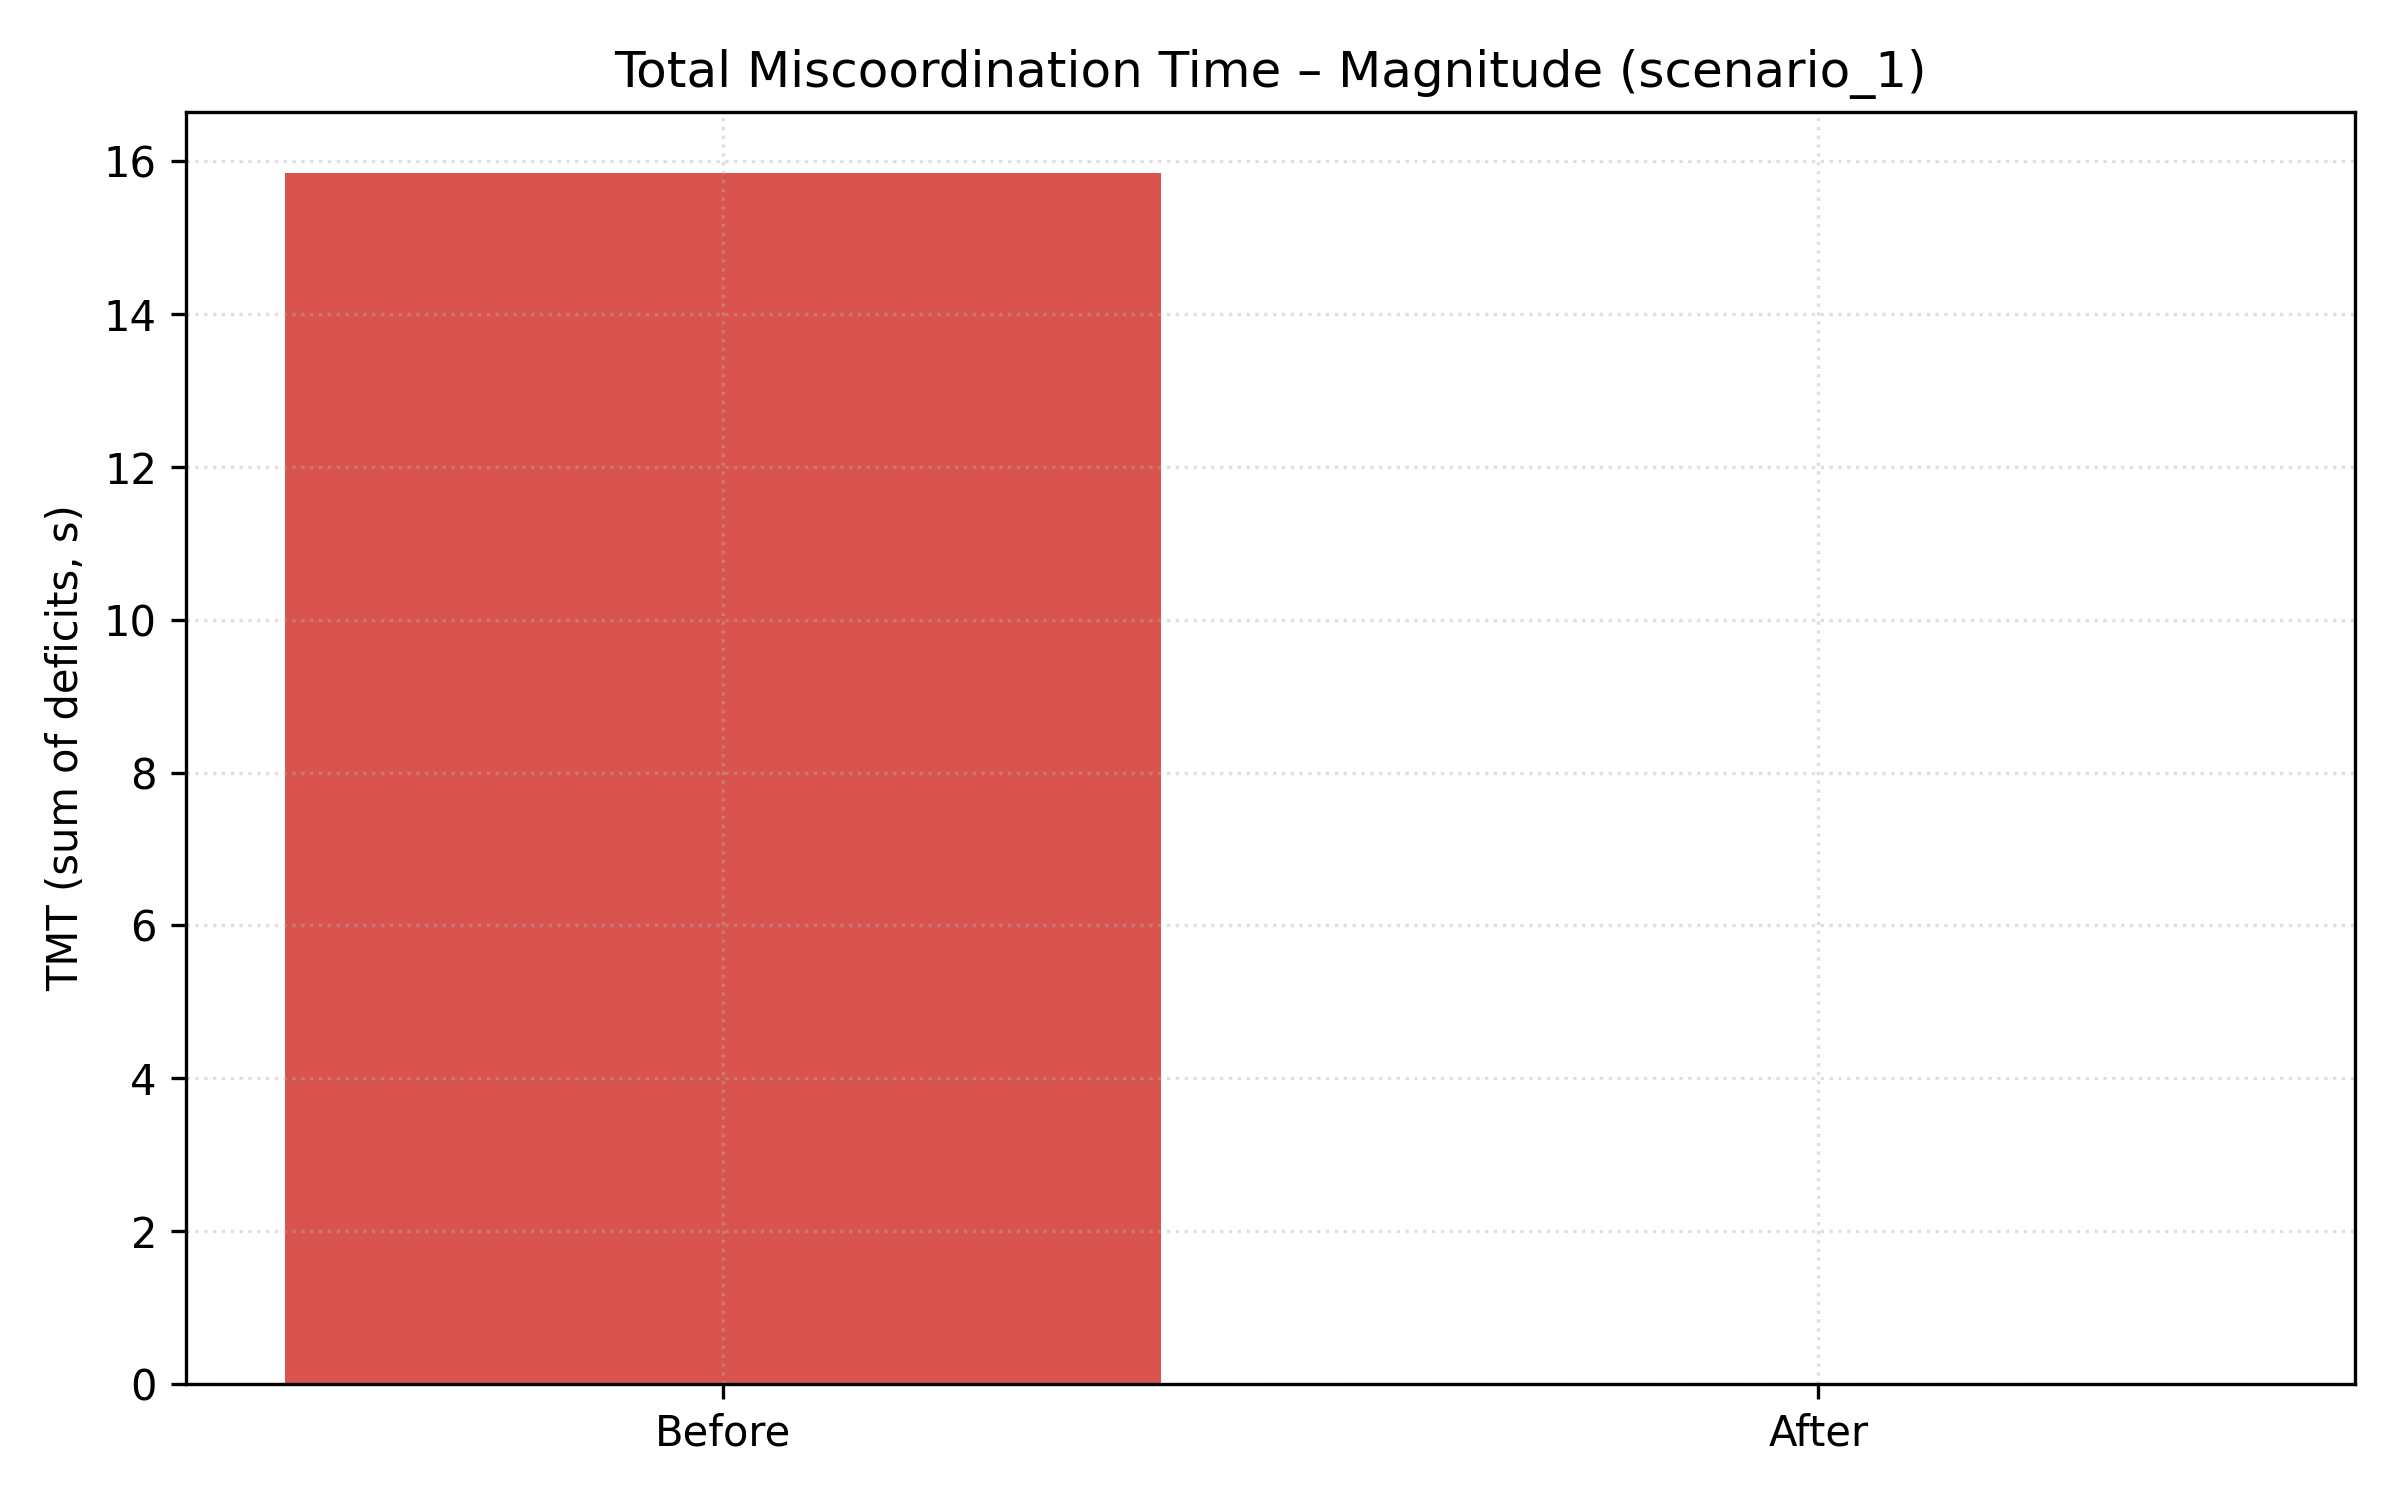 Total Miscoordination Time – Magnitude (scenario_1)
TMT (sum of deficits, s)
16
14
12
10
8
6
4
2
0
Before
After